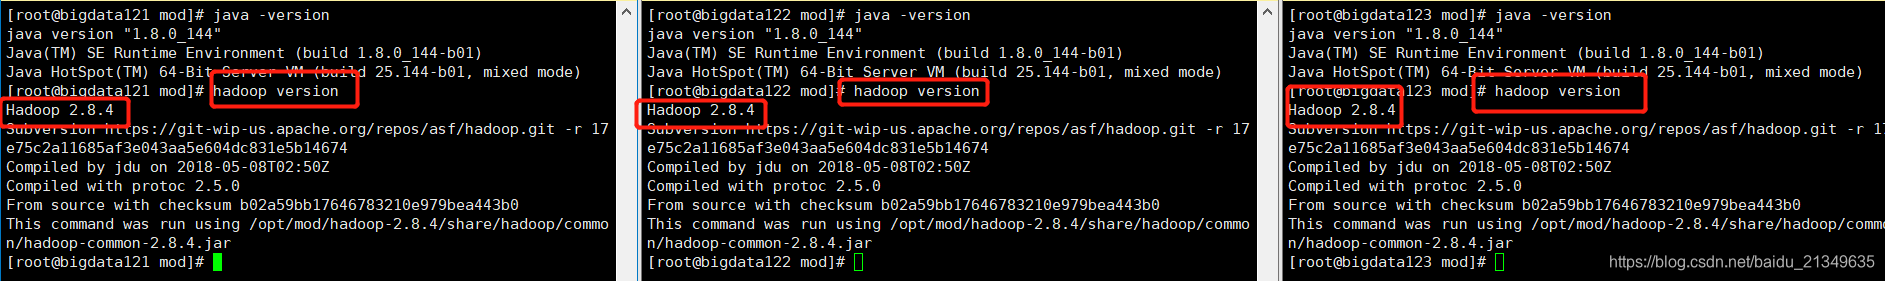 [root@bigdata121 mod]# java -version
java version "1.8.0_144"
Java(TM) SE Runtime Environment (build 1.8.0_144-b01)
Java HotSpot(TM) 64-Bit Server VM (build 25.144-b01, mixed mode)
[root@bigdata121 mod]# hadoop version
Hadoop 2.8.4
Subversion https://git-wip-us.apache.org/repos/asf/hadoop.git -r 17
e75c2a11685af3e043aa5e604dc831e5b14674
Compiled by jdu on 2018-05-08T02:50Z
Compiled with protoc 2.5.0
From source with checksum b02a59bb17646783210e979bea443b0
This command was run using /opt/mod/hadoop-2.8.4/share/hadoop/commo
n/hadoop-common-2.8.4.jar
[root@bigdata121 mod]#
[root@bigdata122 mod]# java -version
java version "1.8.0_144"
Java(TM) SE Runtime Environment (build 1.8.0_144-b01)
Java HotSpot(TM) 64-Bit Server VM (build 25.144-b01, mixed mode)
[root@bigdata122 mod]# hadoop version
Hadoop 2.8.4
Subversion https://git-wip-us.apache.org/repos/asf/hadoop.git -r 17
e75c2a11685af3e043aa5e604dc831e5b14674
Compiled by jdu on 2018-05-08T02:50Z
Compiled with protoc 2.5.0
From source with checksum b02a59bb17646783210e979bea443b0
This command was run using /opt/mod/hadoop-2.8.4/share/hadoop/commo
n/hadoop-common-2.8.4.jar
[root@bigdata122 mod]#
[root@bigdata123 mod]# java -version
java version "1.8.0_144"
Java(TM) SE Runtime Environment (build 1.8.0_144-b01)
Java HotSpot(TM) 64-Bit Server VM (build 25.144-b01, mixed mode)
[root@bigdata123 mod]# hadoop version
Hadoop 2.8.4
Subversion https://git-wip-us.apache.org/repos/asf/hadoop.git -r 17
e75c2a11685af3e043aa5e604dc831e5b14674
Compiled by jdu on 2018-05-08T02:50Z
Compiled with protoc 2.5.0
From source with checksum b02a59bb17646783210e979bea443b0
This command was run using /opt/mod/hadoop-2.8.4/share/hadoop/commo
n/hadoop-common-2.8.4.jar
[root@bigdata123 mod]#
https://blog.csdn.net/baidu_21349635